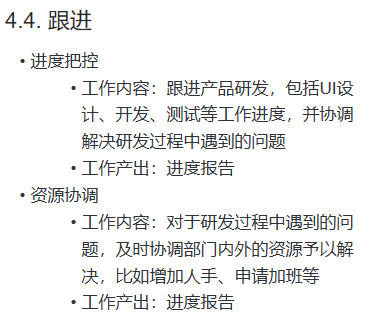 4.4. 跟进
• 进度把控
• 工作内容：跟进产品研发，包括UI设
计、开发、测试等工作进度，并协调
解决研发过程中遇到的问题
• 工作产出：进度报告
• 资源协调
• 工作内容：对于研发过程中遇到的问
题，及时协调部门内外的资源予以解
决，比如增加人手、申请加班等
• 工作产出：进度报告